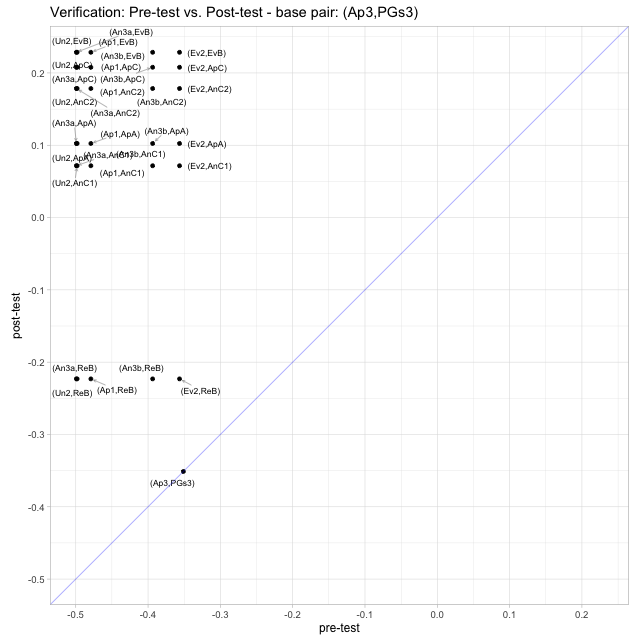 Verification: Pre-test vs. Post-test - base pair: (Ap3,PGs3)
(An3a,EvB)
(Un2,EvB)
(Ap1,EvB)
(An3b,EvB)
(Ev2,EvB)
(Un2,ApC)
(Ap1,ApC)
(Ev2,ApC)
(An3a,ApC)
(An3b,ApC)
(Ap1,AnC2)
(Ev2,AnC2)
(Un2,AnC2)
(An3b,AnC2)
(An3a,AnC2)
(An3a,ApA)
(An3b,ApA)
(Ap1,ApA)
(Ev2,ApA)
(Un2,ApA)
(An3a,AnC1)
(An3b,AnC1)
(Ev2,AnC1)
(Ap1,AnC1)
(Un2,AnC1)
(An3a,ReB)
(An3b,ReB)
(Un2,ReB)
(Ap1,ReB)
(Ev2,ReB)
(Ap3,PGs3)
0.2
0.1
0.0
-0.1
-0.2
-0.3
-0.4
-0.5
post-test
-0.5 -0.4 -0.3 -0.2 -0.1 0.0 0.1 0.2
pre-test